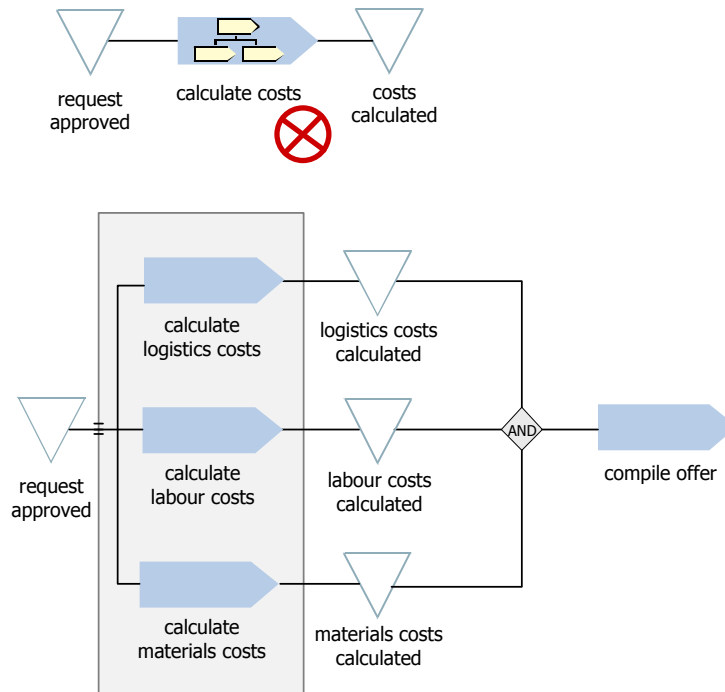 request
approved
calculate costs
costs
calculated
calculate
logistics costs
logistics costs
calculated
request
approved
calculate
labour costs
labour costs
calculated
AND
compile offer
calculate
materials costs
materials costs
calculated